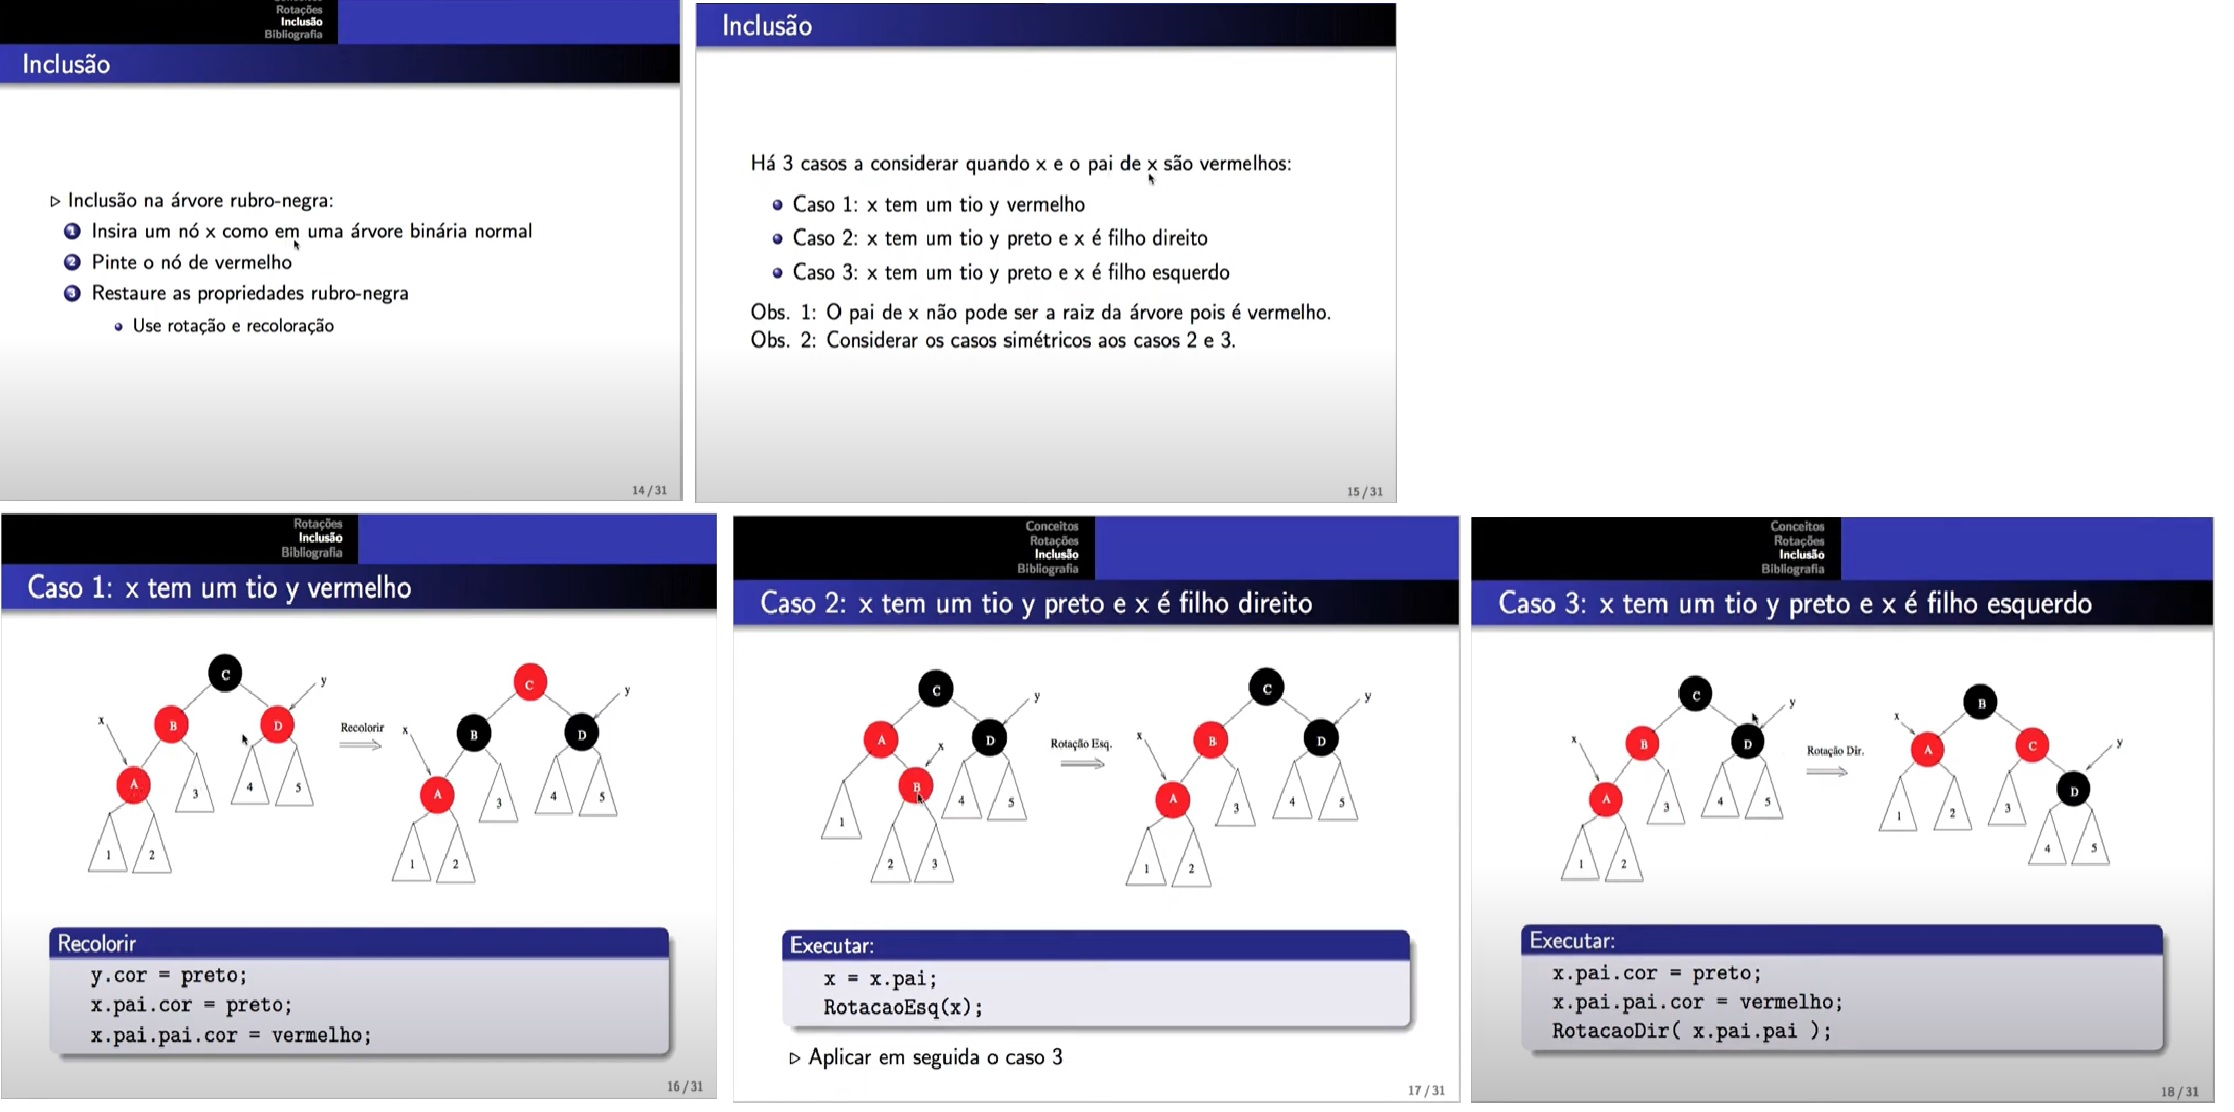 Rotações
Inclusão
Bibliografia
Inclusão
▷ Inclusão na árvore rubro-negra:
1 Insira um nó x como em uma árvore binária normal
2 Pinte o nó de vermelho
3 Restaure as propriedades rubro-negra
Use rotação e recoloração
14 / 31
Inclusão
Há 3 casos a considerar quando x e o pai de x são vermelhos:
Caso 1: x tem um tio y vermelho
Caso 2: x tem um tio y preto e x é filho direito
Caso 3: x tem um tio y preto e x é filho esquerdo
Obs. 1: O pai de x não pode ser a raiz da árvore pois é vermelho.
Obs. 2: Considerar os casos simétricos aos casos 2 e 3.
15 / 31
Rotações
Inclusão
Bibliografia
Caso 1: x tem um tio y vermelho
C
y
x
B
D
A
3
4
5
1
2
Recolorir
C
y
x
B
D
A
3
4
5
1
2
Recolorir
y.cor = preto;
x.pai.cor = preto;
x.pai.pai.cor = vermelho;
16 / 31
Conceitos
Rotações
Inclusão
Bibliografia
Caso 2: x tem um tio y preto e x é filho direito
C
y
A
x
D
B
1
4
5
2
3
Rotação Esq.
C
y
x
B
D
A
3
4
5
1
2
Executar:
x = x.pai;
RotacaoEsq(x);
▷ Aplicar em seguida o caso 3
17 / 31
Conceitos
Rotações
Inclusão
Bibliografia
Caso 3: x tem um tio y preto e x é filho esquerdo
C
y
x
B
D
A
3
4
5
1
2
Rotação Dir.
B
x
A
C
y
D
1
2
3
4
5
Executar:
x.pai.cor = preto;
x.pai.pai.cor = vermelho;
RotacaoDir( x.pai.pai );
18 / 31